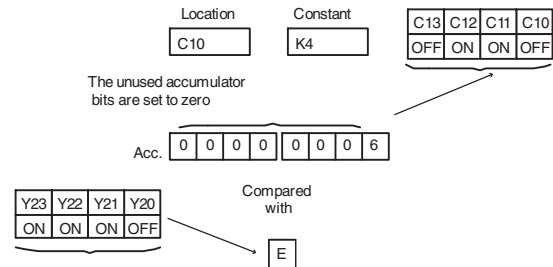 Location Constant
C10 K4
C13 C12 C11 C10
OFF ON ON OFF
The unused accumulator
bits are set to zero
Acc. 0 0 0 0 0 0 0 6
Compared
with
Y23 Y22 Y21 Y20
ON ON ON OFF
E